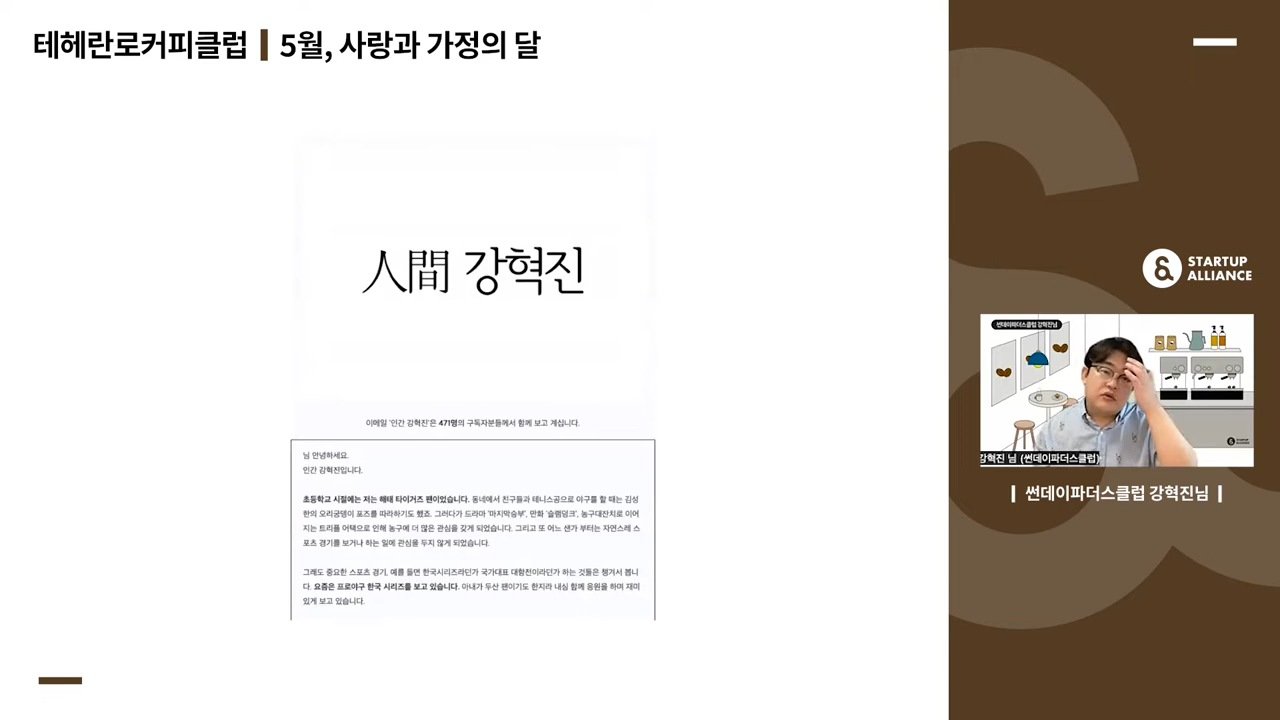 테헤란로커피클럽 | 5월, 사랑과 가정의 달
人間 강혁진
이메일 '인간 강혁진'은 471명의 구독자분들께서 함께 보고 계십니다.
님 안녕하세요.
인간 강혁진입니다.
초등학교 시절에는 저는 해태 타이거즈 팬이었습니다. 동네에서 친구들과 테니스공으로 야구를 할 때는 김성
한의 오리궁뎅이 포즈를 따라하기도 했죠. 그러다가 드라마 '마지막승부', 만화 '슬램덩크', 농구대잔치로 이어
지는 트리플 어택으로 인해 농구에 더 많은 관심을 갖게 되었습니다. 그리고 또 어느 샌가 부터는 자연스레 스
포츠 경기를 보거나 하는 일에 관심을 두지 않게 되었습니다.
그래도 중요한 스포츠 경기, 예를 들면 한국시리즈라던가 국가대표 대항전이라던가 하는 것들은 챙겨서 봅니
다. 요즘은 프로야구 한국 시리즈를 보고 있습니다. 아내가 두산 팬이기도 한지라 내심 함께 응원을 하며 재미
있게 보고 있습니다.
STARTUP
ALLIANCE
썬데이파더스클럽 강혁진님
STARTUP
ALLIANCE
강혁진 님 (썬데이파더스클럽)
| 썬데이파더스클럽 강혁진님 |